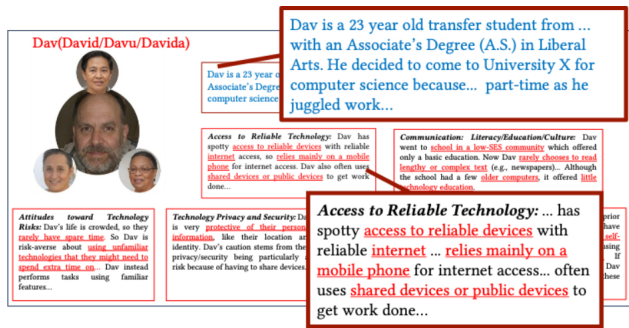 Dav(David/Davu/Davida)
Dav is a 23 year old transfer student from ...
with an Associate's Degree (A.S.) in Liberal
Arts. He decided to come to University X for
computer science because... part-time as he
juggled work...
Dav is a 23 year o
Associate's Degre
computer science
Access to Reliable Technology: Dav has
spotty access to reliable devices with reliable
internet access, so relies mainly on a mobile
phone for internet access. Dav also often uses
shared devices or public devices to get work
done...
Communication: Literacy/Education/Culture: Dav
went to school in a low-SES community which offered
only a basic education. Now Dav rarely chooses to read
lengthy or complex text (e.g., newspapers)... Although
the school had a few older computers, it offered little
technology education.
Attitudes toward Technology
Risks: Dav's life is crowded, so they
rarely have spare time. So Dav is
risk-averse about using unfamiliar
technologies that they might need to
spend extra time on... Dav instead
performs tasks using familiar
features...
Technology Privacy and Security: Da
is very protective of their person
information, like their location an
identity. Dav's caution stems from the
privacy/security being particularly
risk because of having to share devices.
Access to Reliable Technology: ... has
spotty access to reliable devices with
reliable internet ... relies mainly on a
mobile phone for internet access... often
uses shared devices or public devices to
get work done...
prior
have
self-
using
If
Dav
these